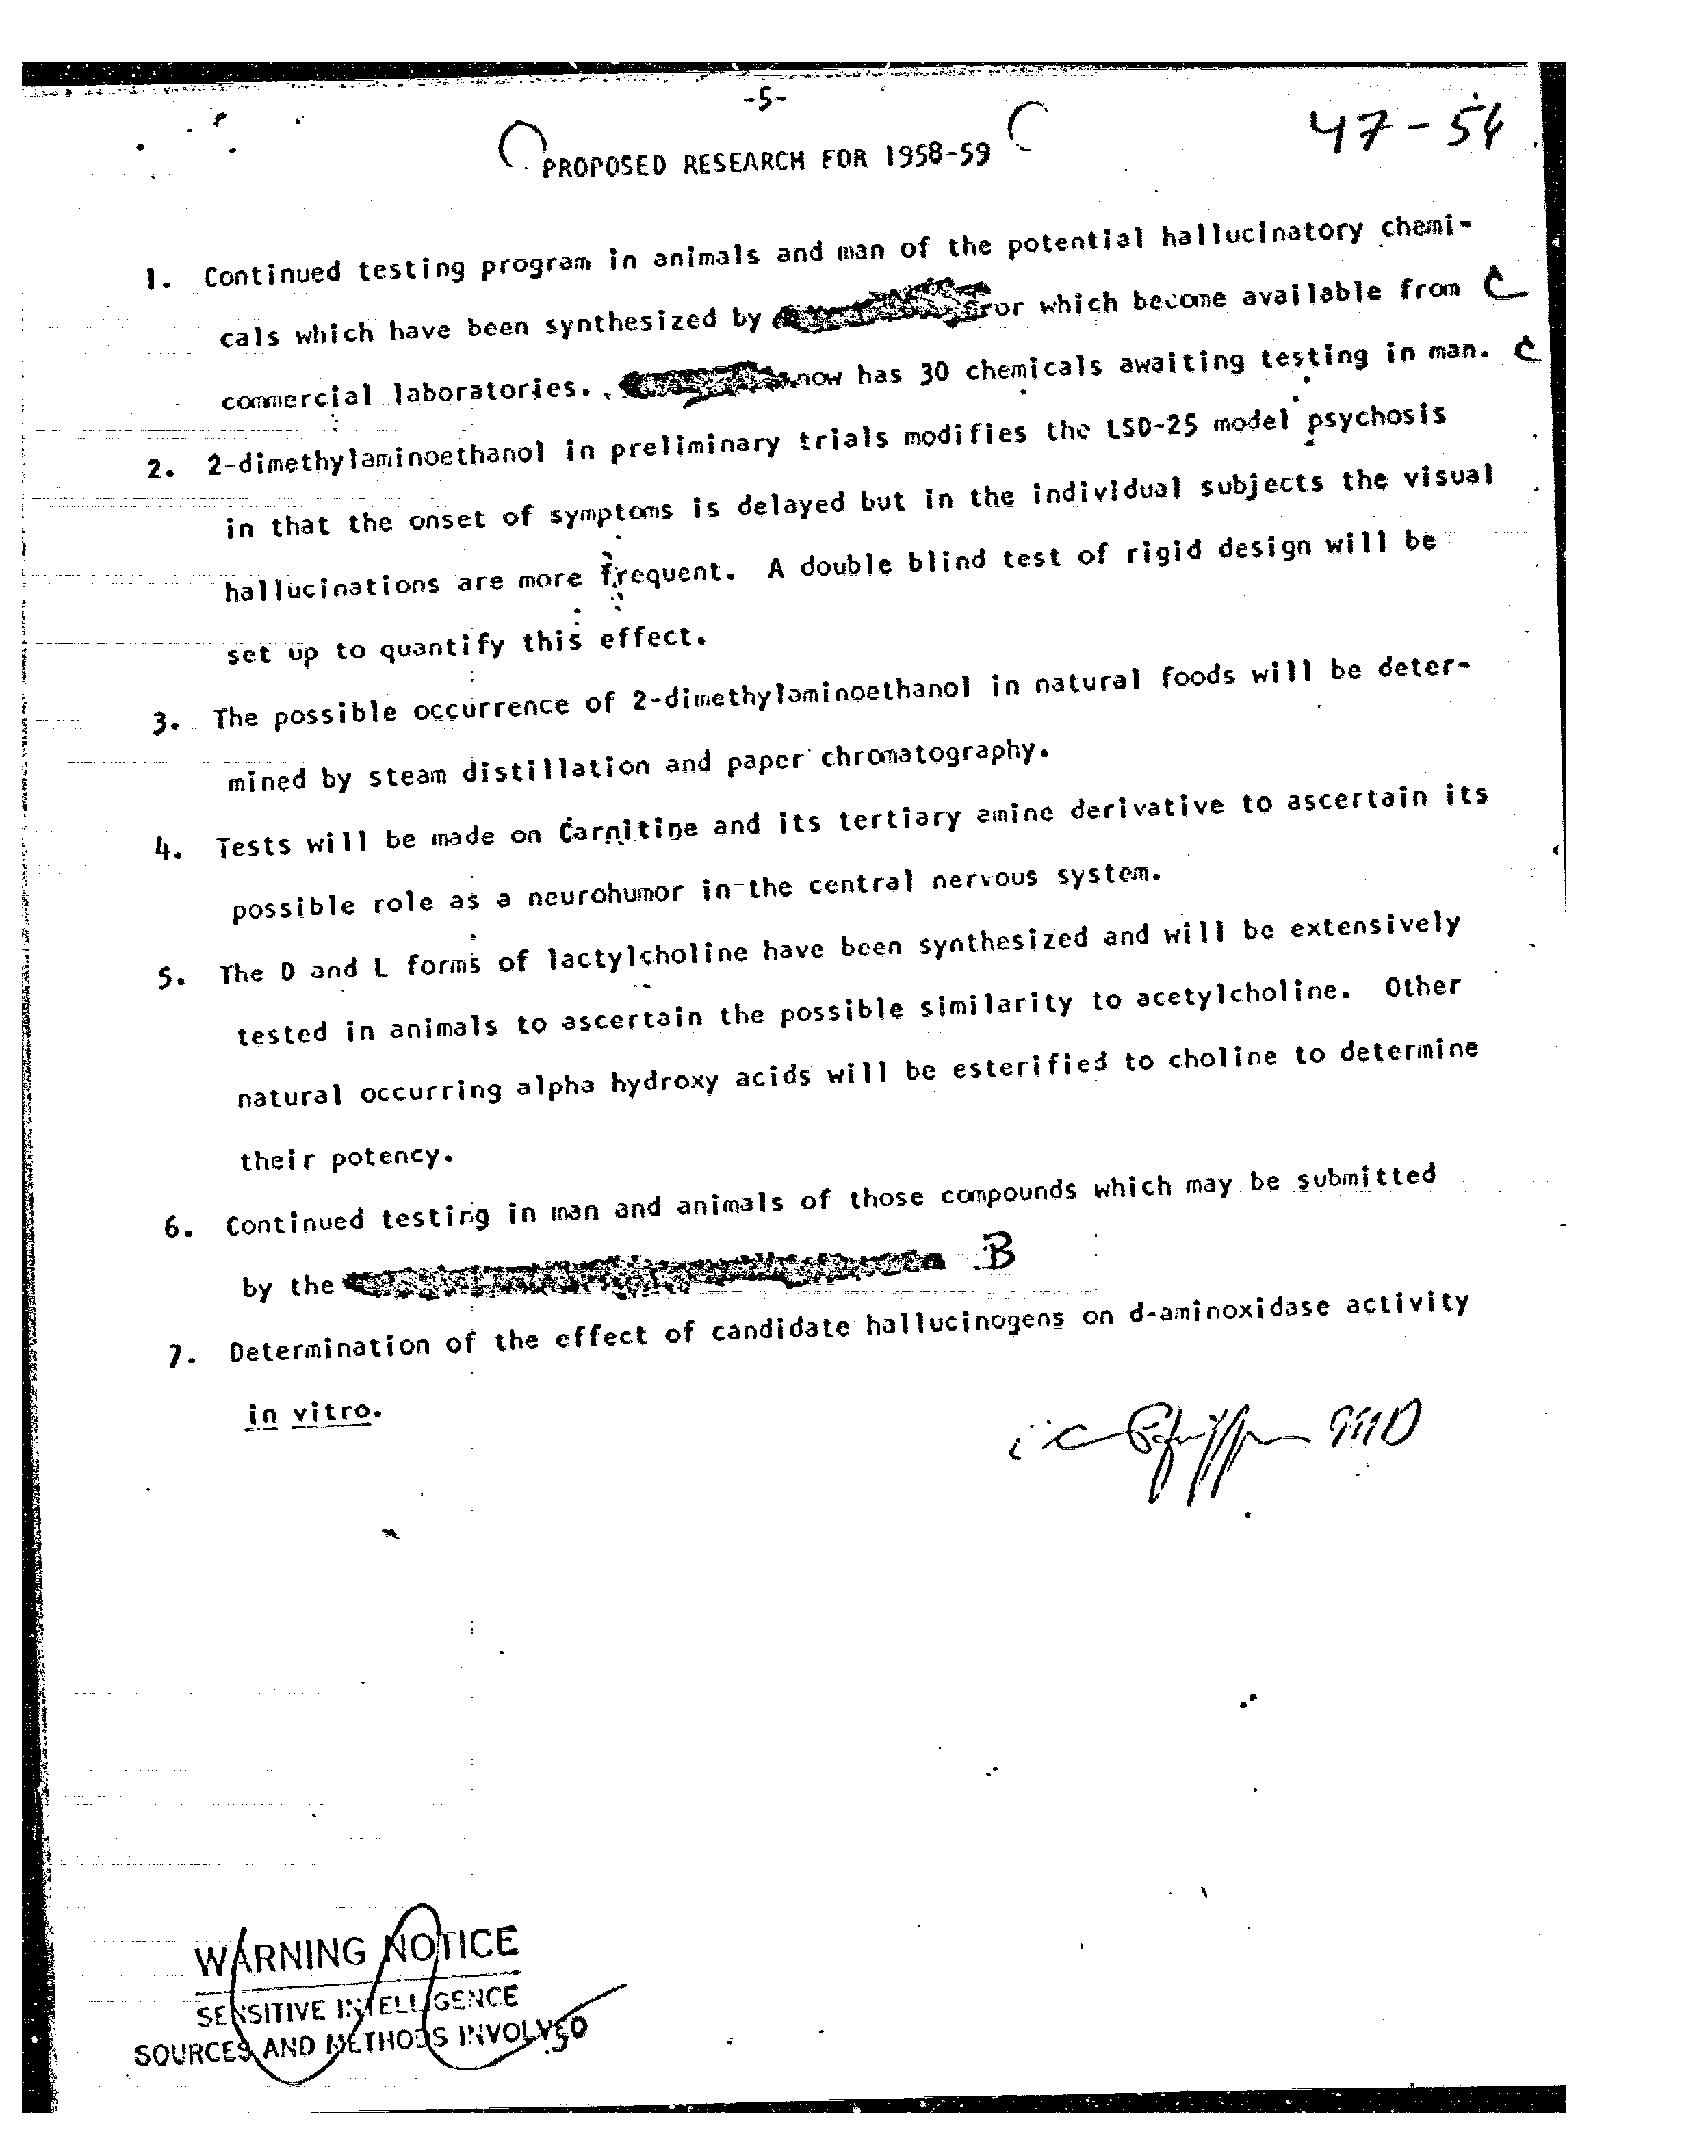 -5-
47-54
PROPOSED RESEARCH FOR 1958-59
1. Continued testing program in animals and man of the potential hallucinatory chemi-
cals which have been synthesized by or which become available from C
commercial laboratories. now has 30 chemicals awaiting testing in man. C
2. 2-dimethylaminoethanol in preliminary trials modifies the LSD-25 model psychosis
in that the onset of symptoms is delayed but in the individual subjects the visual
hallucinations are more frequent. A double blind test of rigid design will be
set up to quantify this effect.
3. The possible occurrence of 2-dimethylaminoethanol in natural foods will be deter-
mined by steam distillation and paper chromatography.
4. Tests will be made on Carnitine and its tertiary amine derivative to ascertain its
possible role as a neurohumor in the central nervous system.
5. The D and L forms of lactylcholine have been synthesized and will be extensively
tested in animals to ascertain the possible similarity to acetylcholine. Other
natural occurring alpha hydroxy acids will be esterified to choline to determine
their potency.
6. Continued testing in man and animals of those compounds which may be submitted
by the B
7. Determination of the effect of candidate hallucinogens on d-aminoxidase activity
in vitro.
MD
WARNING NOTICE
SENSITIVE INTELLIGENCE
SOURCES AND METHODS INVOLVED